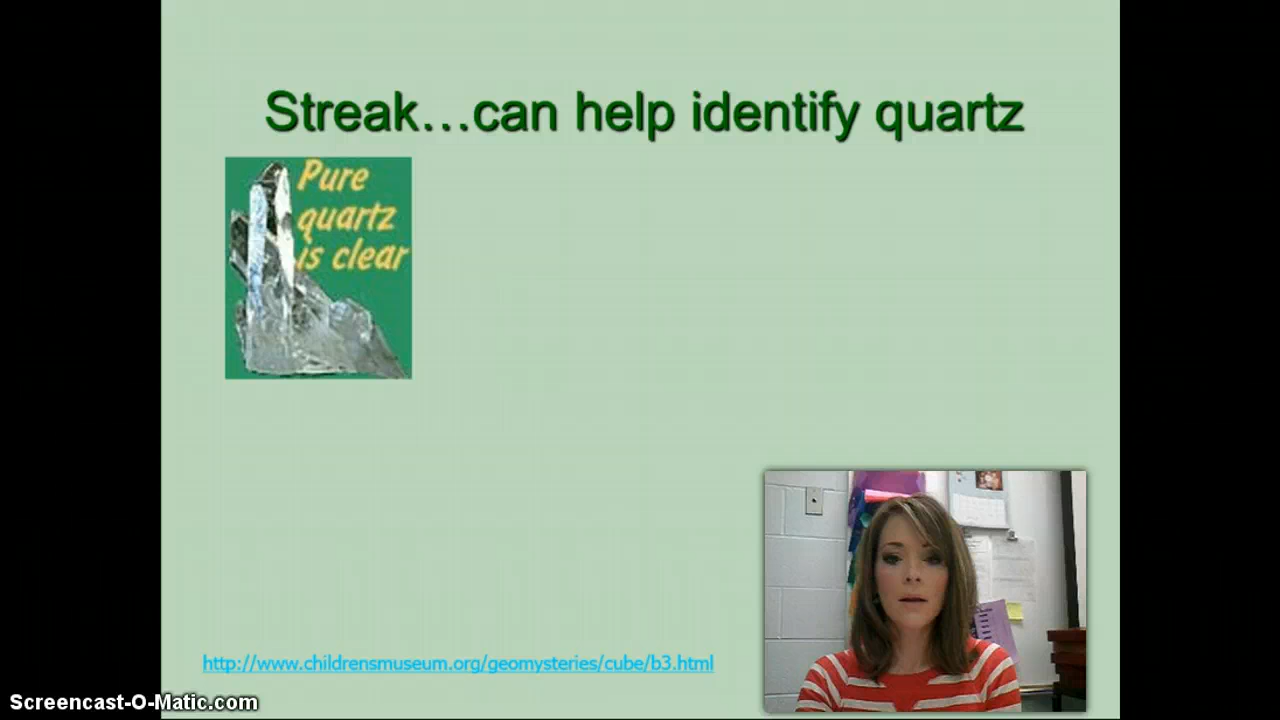 Streak...can help identify quartz
Pure
quartz
is clear
http://www.childrensmuseum.org/geomysteries/cube/b3.html
Screencast-O-Matic.com